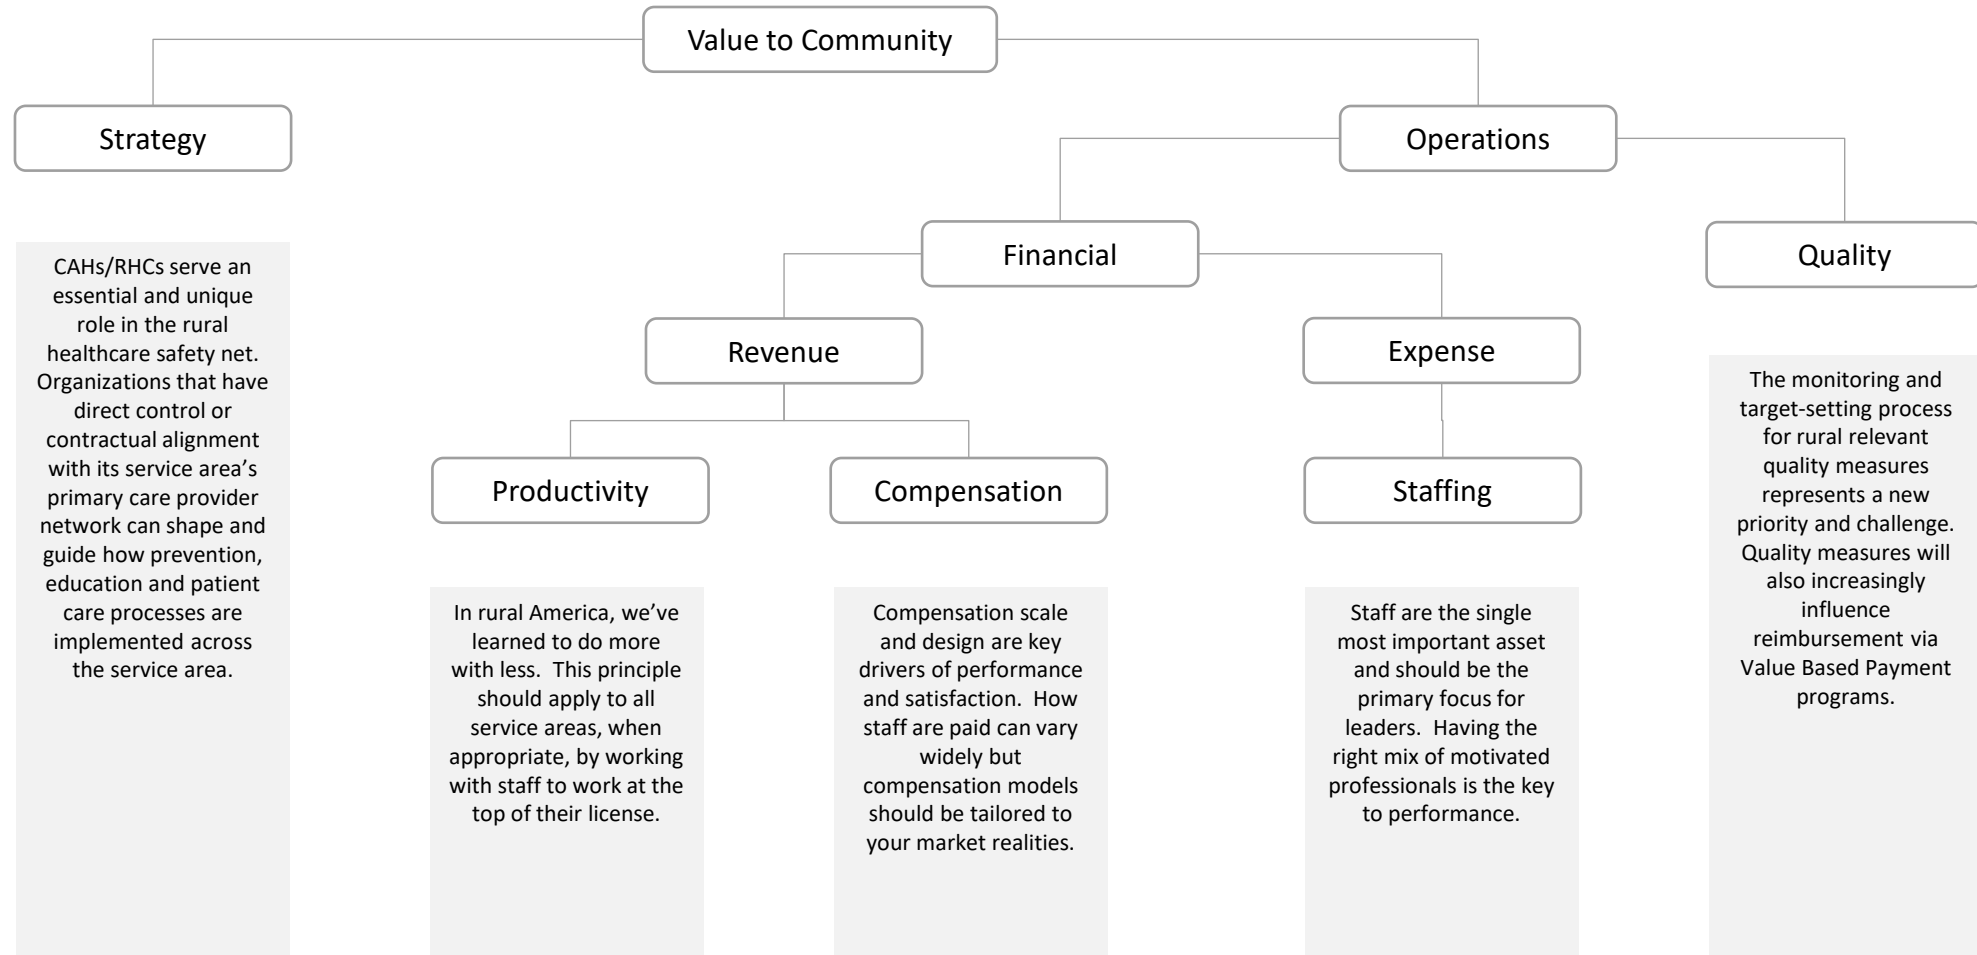 Value to Community
Strategy
Operations
Financial
Quality
Revenue
Expense
Productivity
Compensation
Staffing
CAHs/RHCs serve an
essential and unique
role in the rural
healthcare safety net.
Organizations that have
direct control or
contractual alignment
with its service area’s
primary care provider
network can shape and
guide how prevention,
education and patient
care processes are
implemented across
the service area.
In rural America, we’ve
learned to do more
with less.  This principle
should apply to all
service areas, when
appropriate, by working
with staff to work at the
top of their license.
Compensation scale
and design are key
drivers of performance
and satisfaction.  How
staff are paid can vary
widely but
compensation models
should be tailored to
your market realities.
Staff are the single
most important asset
and should be the
primary focus for
leaders.  Having the
right mix of motivated
professionals is the key
to performance.
The monitoring and
target-setting process
for rural relevant
quality measures
represents a new
priority and challenge.
Quality measures will
also increasingly
influence
reimbursement via
Value Based Payment
programs.